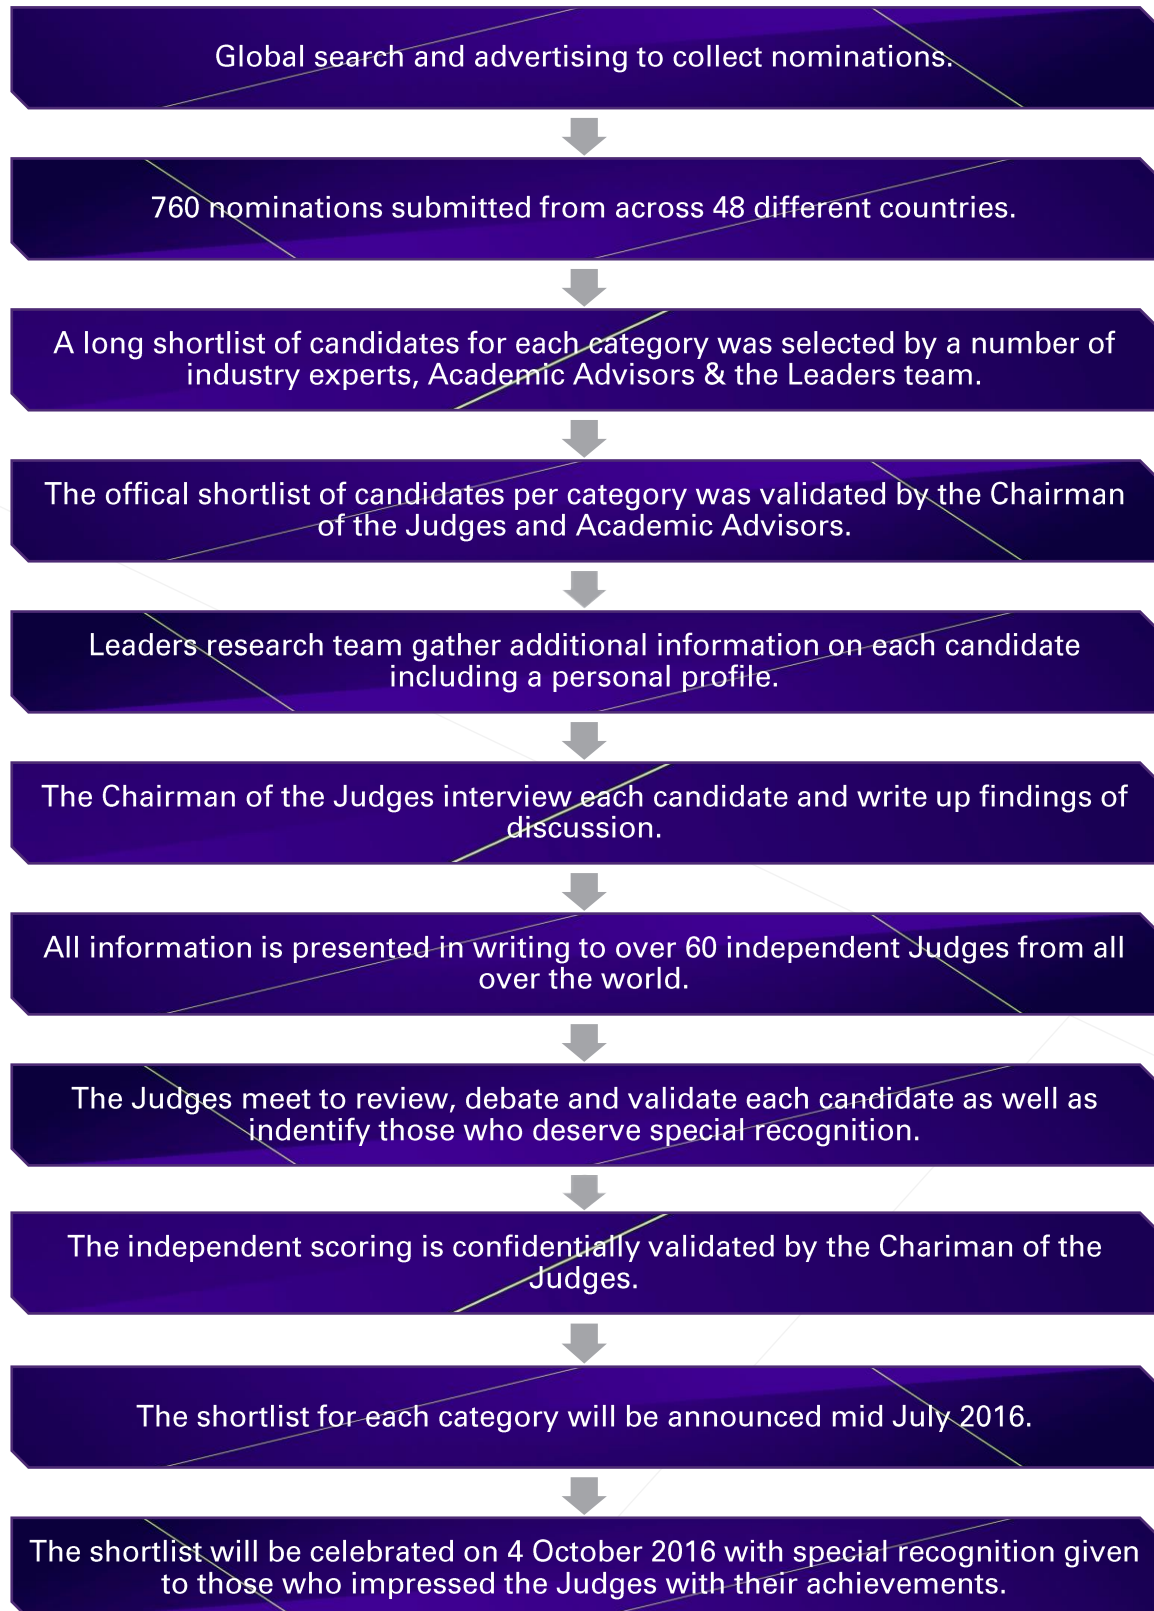 Global search and advertising to collect nominations.
760 nominations submitted from across 48 different countries.
A long shortlist of candidates for each category was selected by a number of
industry experts, Academic Advisors & the Leaders team.
The offical shortlist of candidates per category was validated by the Chairman
of the Judges and Academic Advisors.
Leaders research team gather additional information on each candidate
including a personal profile.
The Chairman of the Judges interview each candidate and write up findings of
discussion.
All information is presented in writing to over 60 independent Judges from all
over the world.
The Judges meet to review, debate and validate each candidate as well as
indentify those who deserve special recognition.
The independent scoring is confidentially validated by the Chariman of the
Judges.
The shortlist for each category will be announced mid July 2016.
The shortlist will be celebrated on 4 October 2016 with special recognition given
to those who impressed the Judges with their achievements.